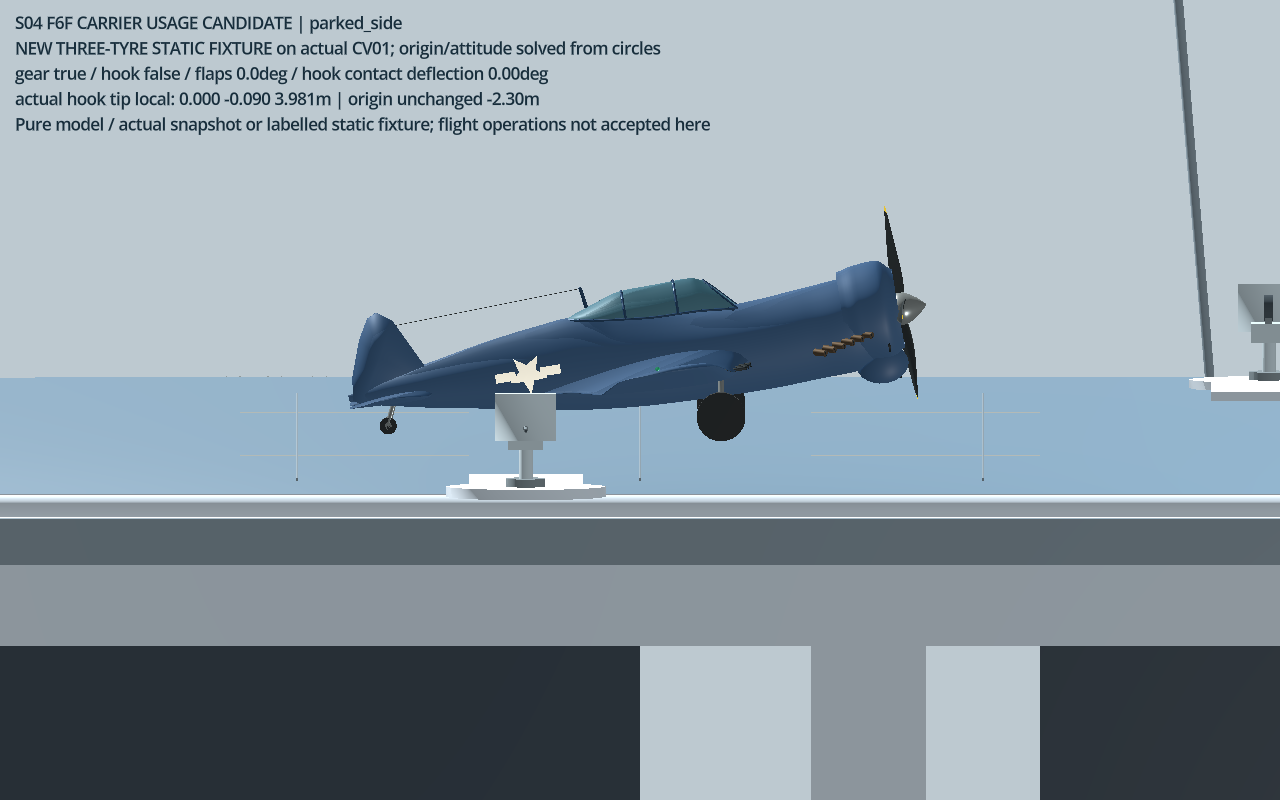 S04 F6F CARRIER USAGE CANDIDATE | parked_side
NEW THREE-TYRE STATIC FIXTURE on actual CV01; origin/attitude solved from circles
gear true / hook false / flaps 0.0deg / hook contact deflection 0.00deg
actual hook tip local: 0.000 -0.090 3.981m | origin unchanged -2.30m
Pure model / actual snapshot or labelled static fixture; flight operations not accepted here